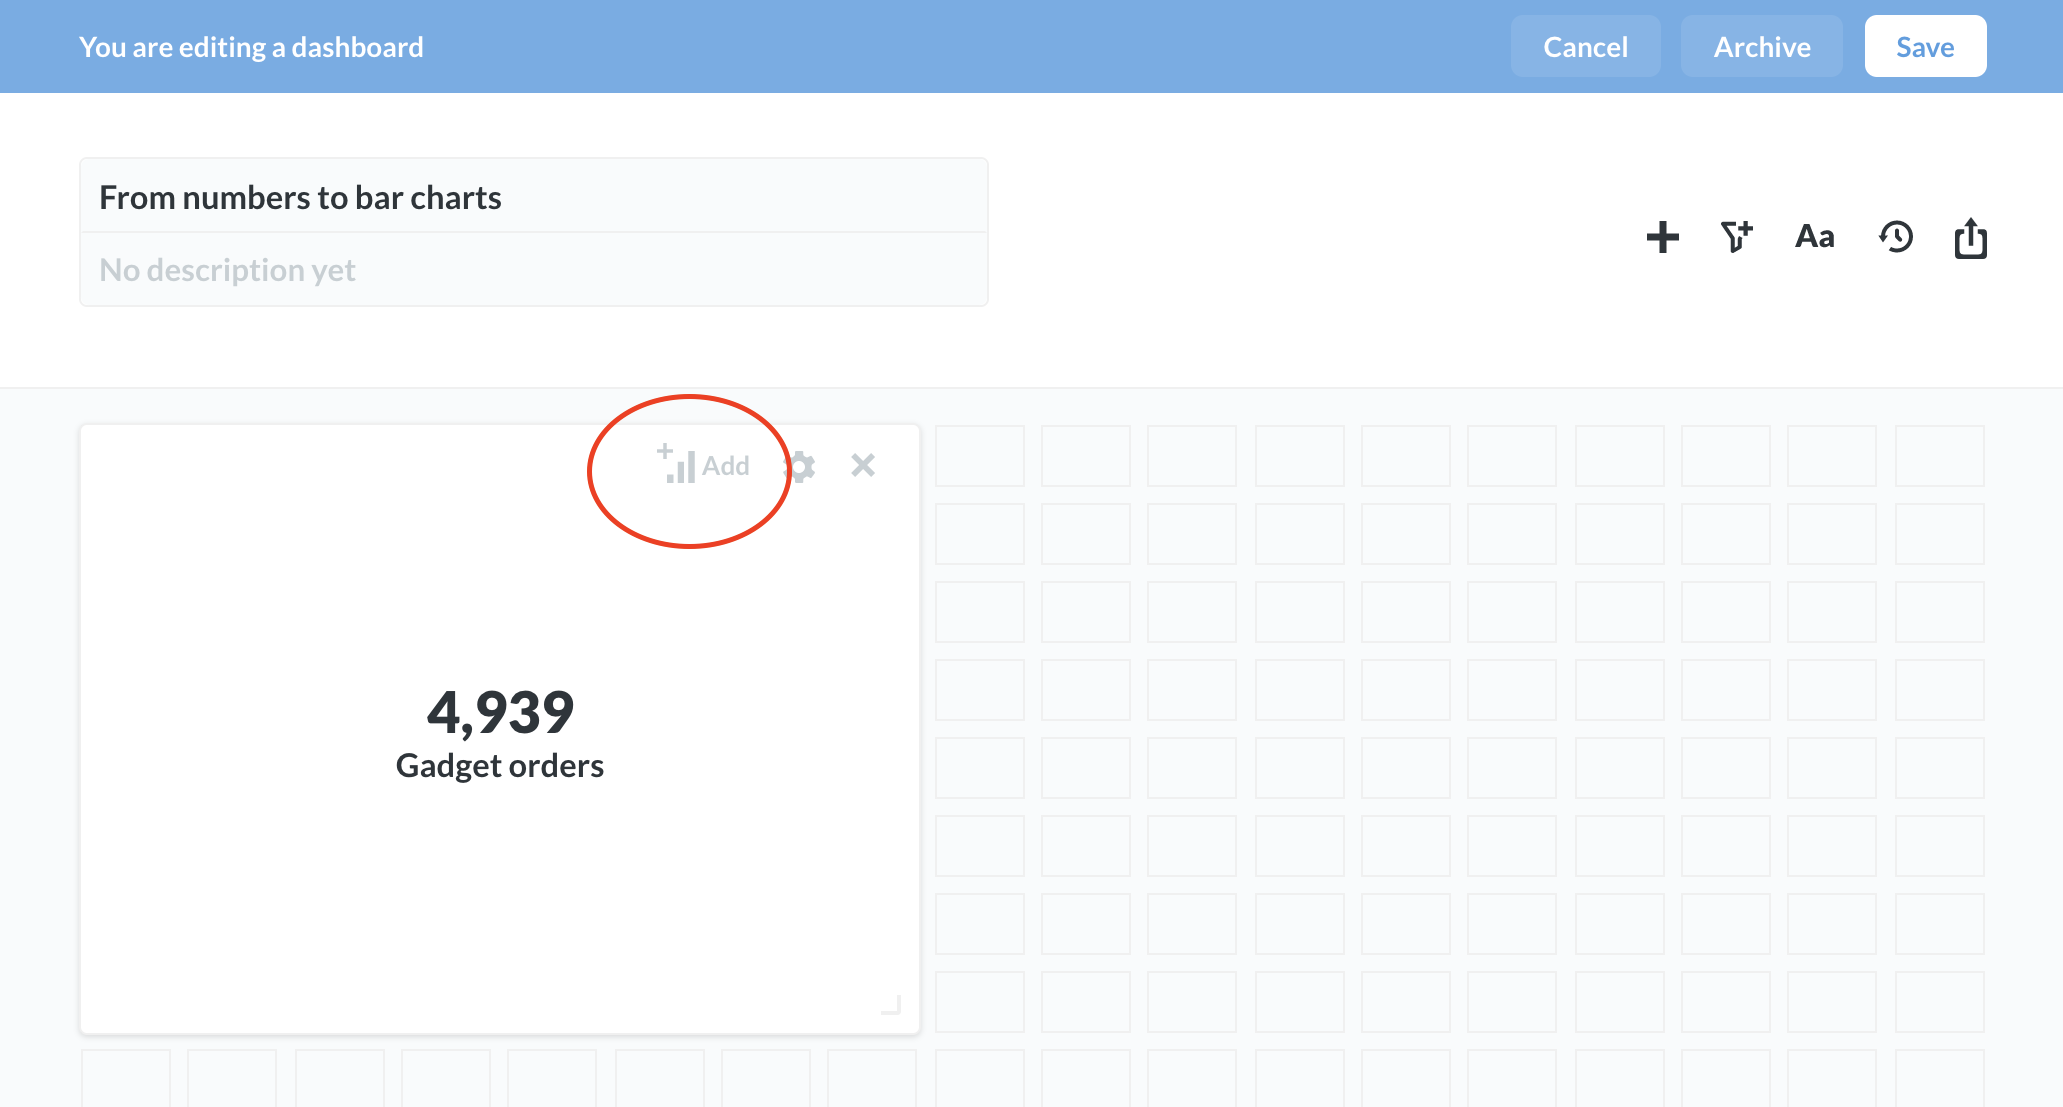 You are editing a dashboard
Cancel
Archive
Save
From numbers to bar charts
No description yet
Aa
Add
4,939
Gadget orders